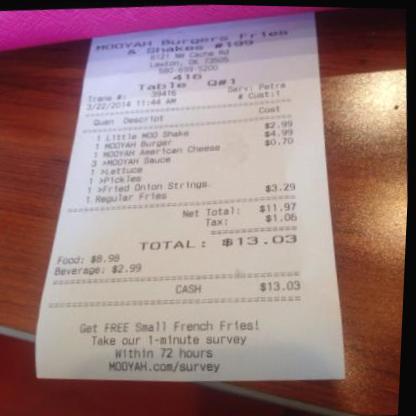 MOOYAH Burgers Fries
& Shakes #199
6121 NW Cache Rd
Lawton, OK 73505
580-699-5200
416
Table Q#1
Trans #: 39416 Serv: Petra
3/22/2014 11:44 AM # Cust:1
Quan Descript Cost
1 Little MOO Shake $2.99
1 MOOYAH Burger $4.99
1 MOOYAH American Cheese $0.70
3 >MOOYAH Sauce
1 >Lettuce
1 >Pickles
1 >Fried Onion Strings
1 Regular Fries $3.29
Net Total: $11.97
Tax: $1.06
TOTAL: $13.03
Food: $8.98
Beverage: $2.99
CASH $13.03
Get FREE Small French Fries!
Take our 1-minute survey
Within 72 hours
MOOYAH.com/survey